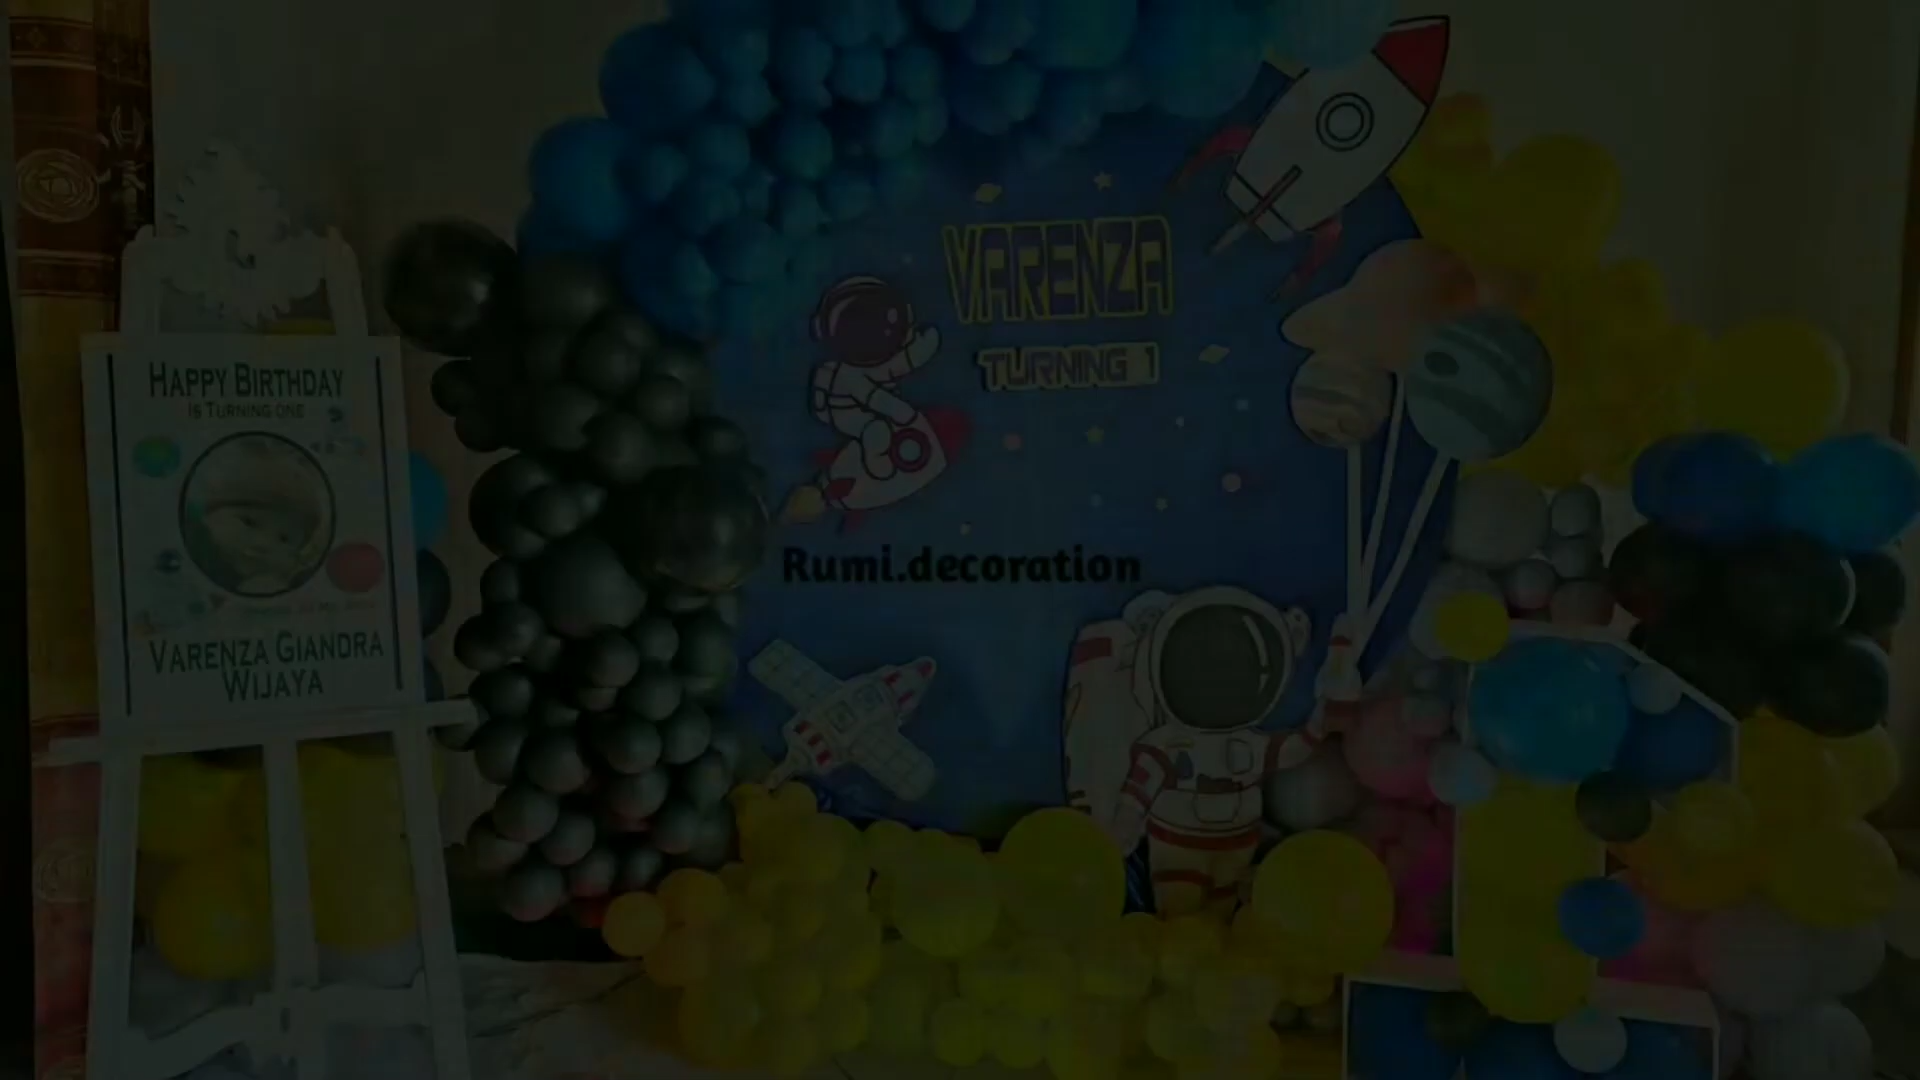 HAPPY BIRTHDAY
IS TURNING ONE
VARENZA GIANDRA
WIJAYA
VARENZA
TURNING 1
Rumi.decoration